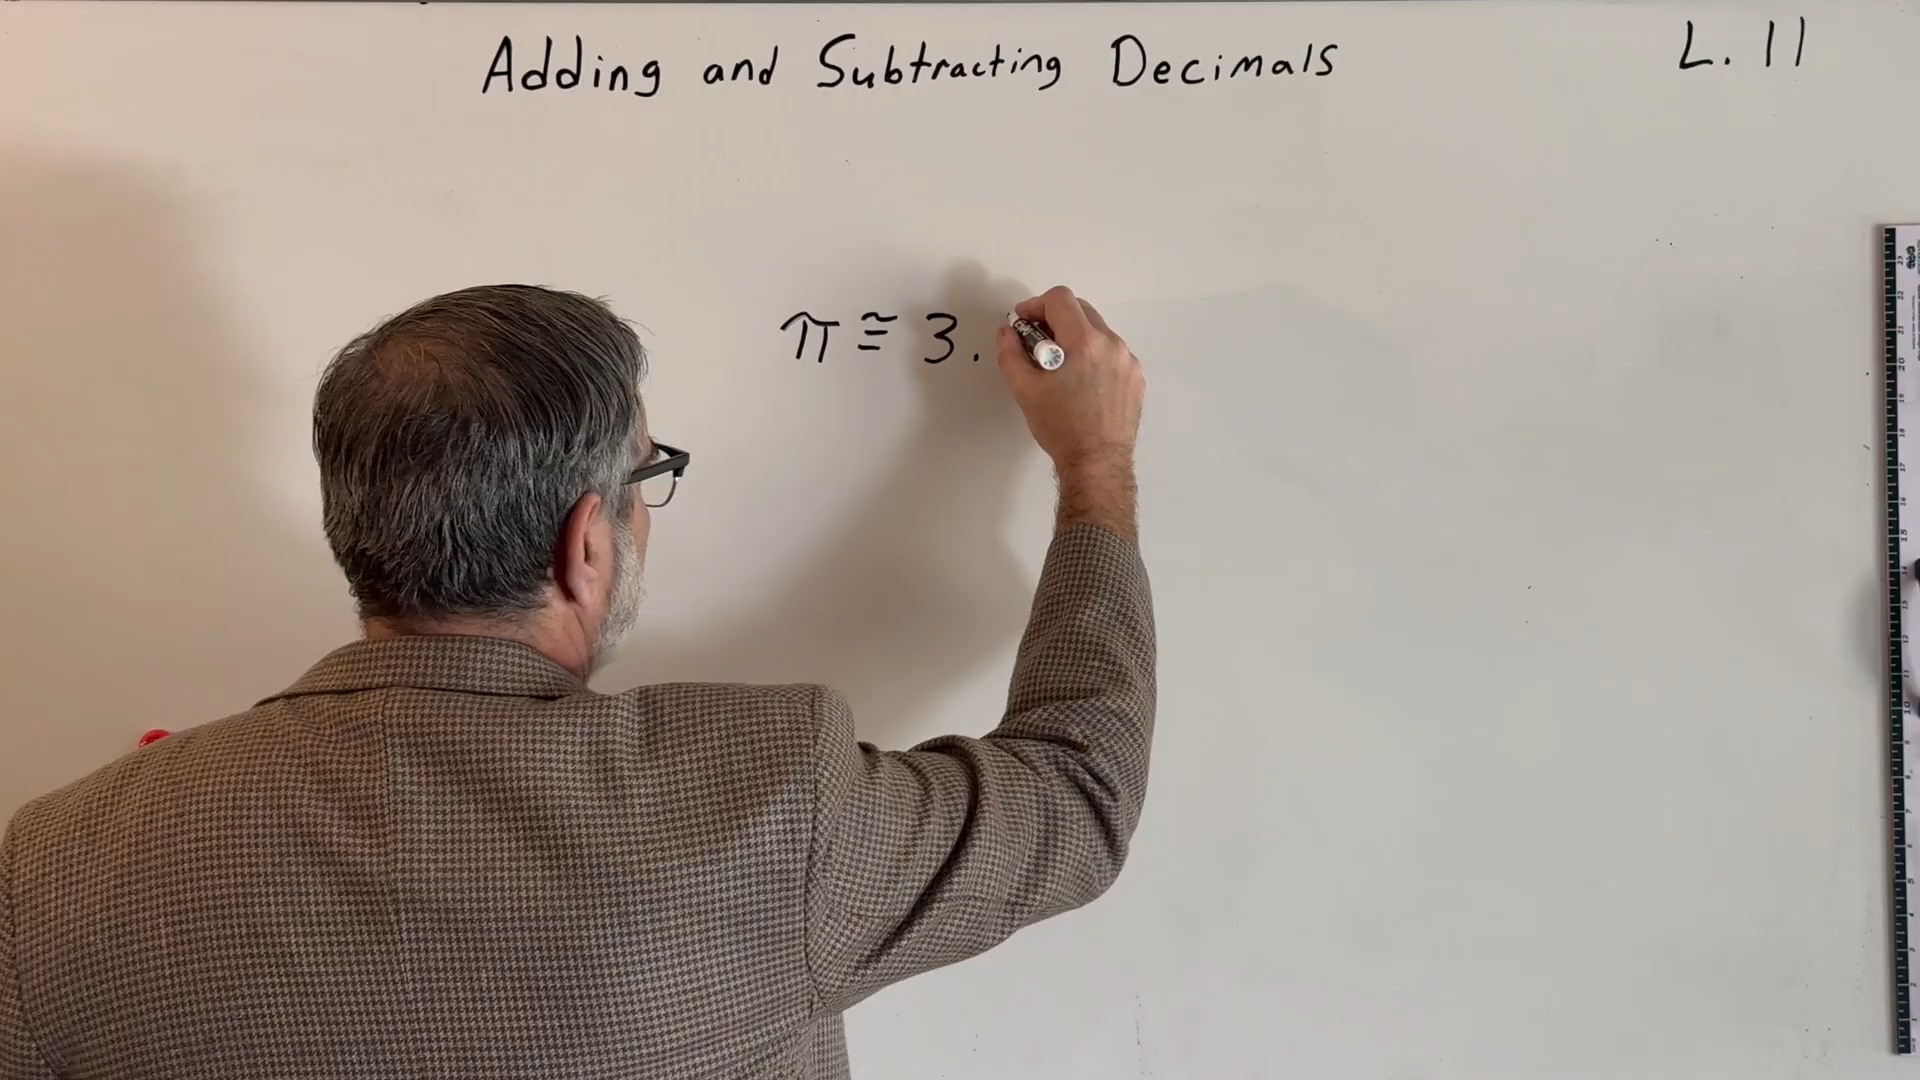 Adding and Subtracting Decimals L. 11
π ≅ 3.